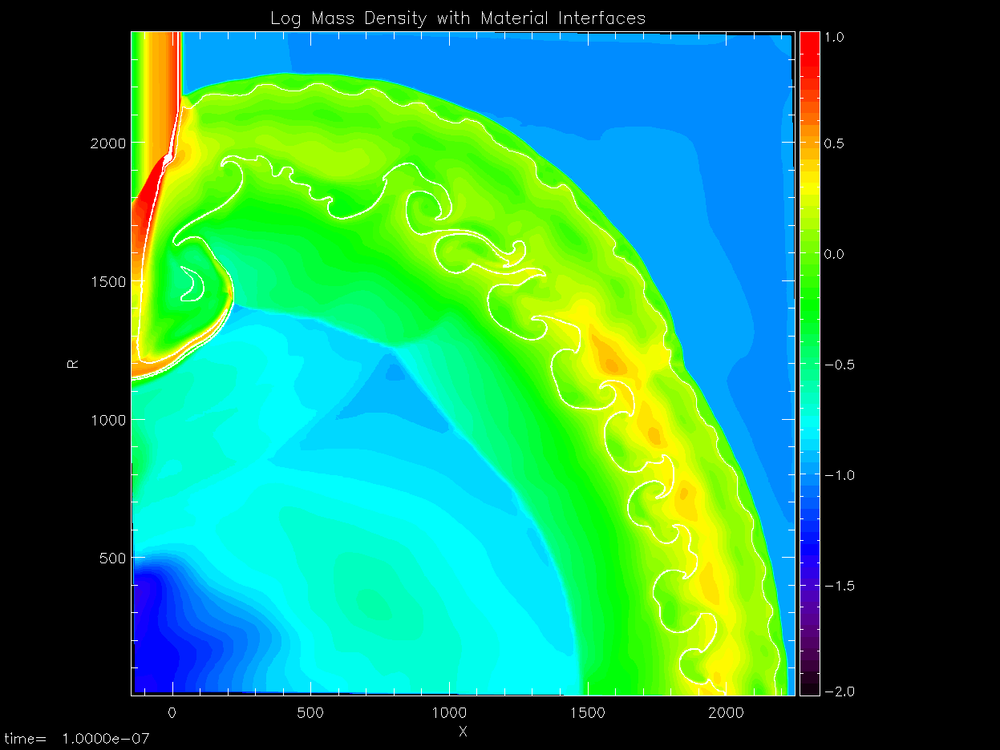 Log Mass Density with Material Interfaces
1.0
0.5
0.0
−0.5
−1.0
−1.5
−2.0
2000
1500
1000
500
R
0 500 1000 1500 2000
X
time= 1.0000e−07